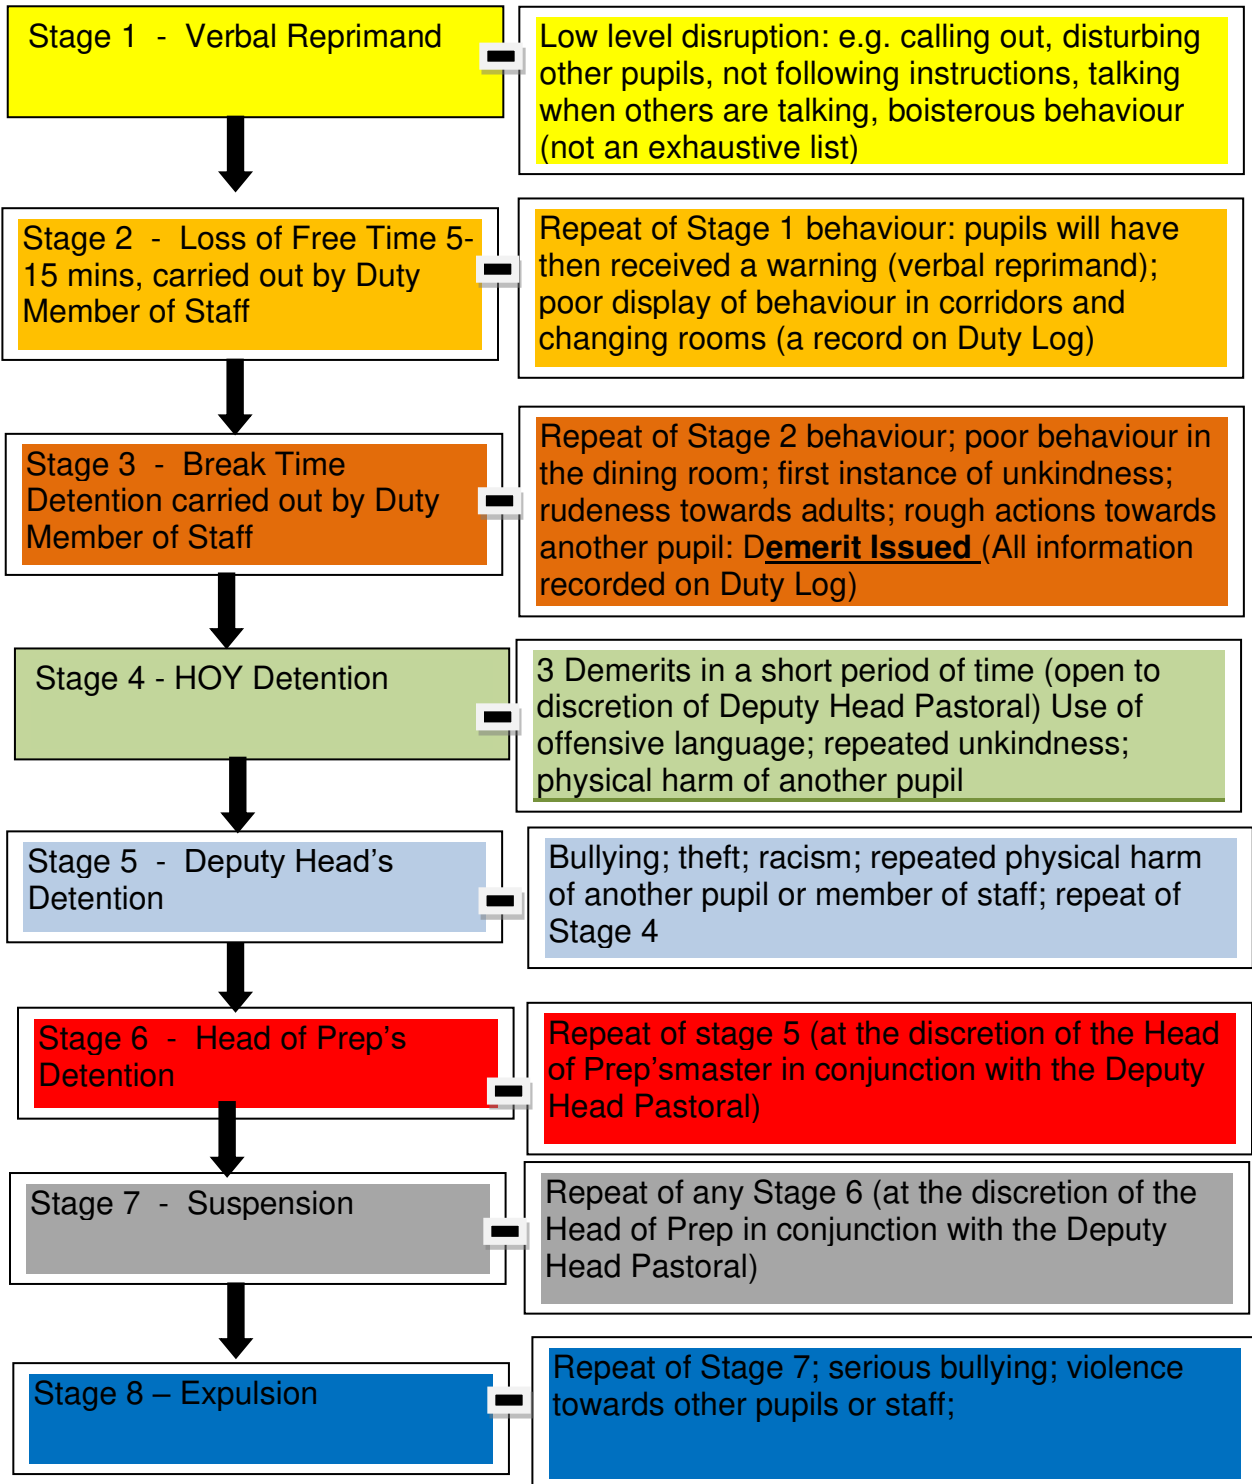 Stage 1  -  Verbal Reprimand
Low level disruption: e.g. calling out, disturbing
other pupils, not following instructions, talking
when others are talking, boisterous behaviour
(not an exhaustive list)
Stage 2  -  Loss of Free Time 5-
15 mins, carried out by Duty
Member of Staff
Repeat of Stage 1 behaviour: pupils will have
then received a warning (verbal reprimand);
poor display of behaviour in corridors and
changing rooms (a record on Duty Log)
Stage 3  -  Break Time
Detention carried out by Duty
Member of Staff
Repeat of Stage 2 behaviour; poor behaviour in
the dining room; first instance of unkindness;
rudeness towards adults; rough actions towards
another pupil: Demerit Issued (All information
recorded on Duty Log)
Stage 4 - HOY Detention
3 Demerits in a short period of time (open to
discretion of Deputy Head Pastoral) Use of
offensive language; repeated unkindness;
physical harm of another pupil
Stage 5  -  Deputy Head's
Detention
Bullying; theft; racism; repeated physical harm
of another pupil or member of staff; repeat of
Stage 4
Stage 6  -  Head of Prep's
Detention
Repeat of stage 5 (at the discretion of the Head
of Prep'smaster in conjunction with the Deputy
Head Pastoral)
Stage 7  -  Suspension
Repeat of any Stage 6 (at the discretion of the
Head of Prep in conjunction with the Deputy
Head Pastoral)
Stage 8 – Expulsion
Repeat of Stage 7; serious bullying; violence
towards other pupils or staff;